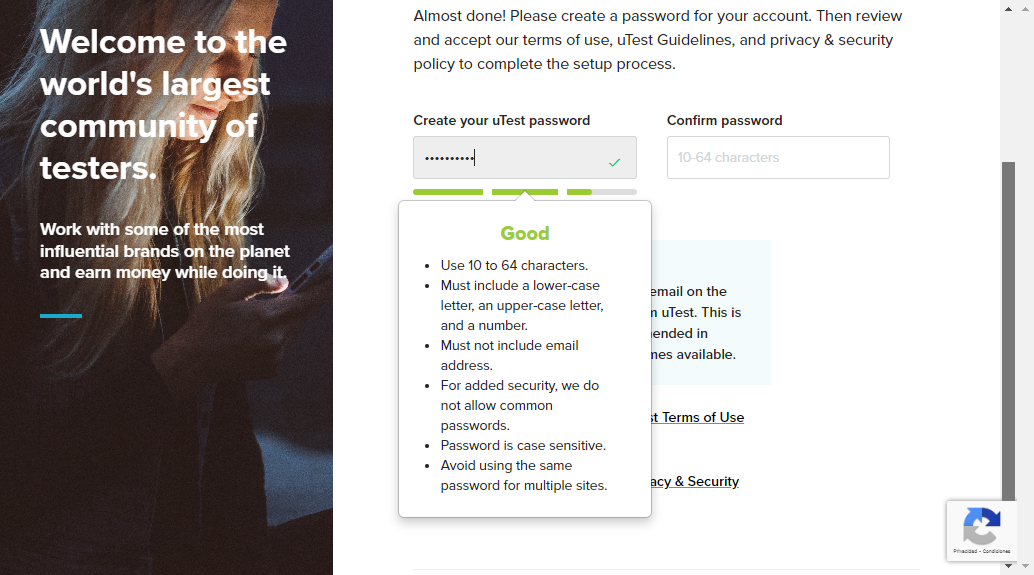 Welcome to the
world's largest
community of
testers.
Work with some of the most
influential brands on the planet
and earn money while doing it.
Almost done! Please create a password for your account. Then review
and accept our terms of use, uTest Guidelines, and privacy & security
policy to complete the setup process.
Create your uTest password
Confirm password
••••••••••
10-64 characters
Good
• Use 10 to 64 characters.
• Must include a lower-case
letter, an upper-case letter,
and a number.
• Must not include email
address.
• For added security, we do
not allow common
passwords.
• Password is case sensitive.
• Avoid using the same
password for multiple sites.
email on the
uTest. This is
ended in
mes available.
st Terms of Use
acy & Security
Privacidad - Condiciones